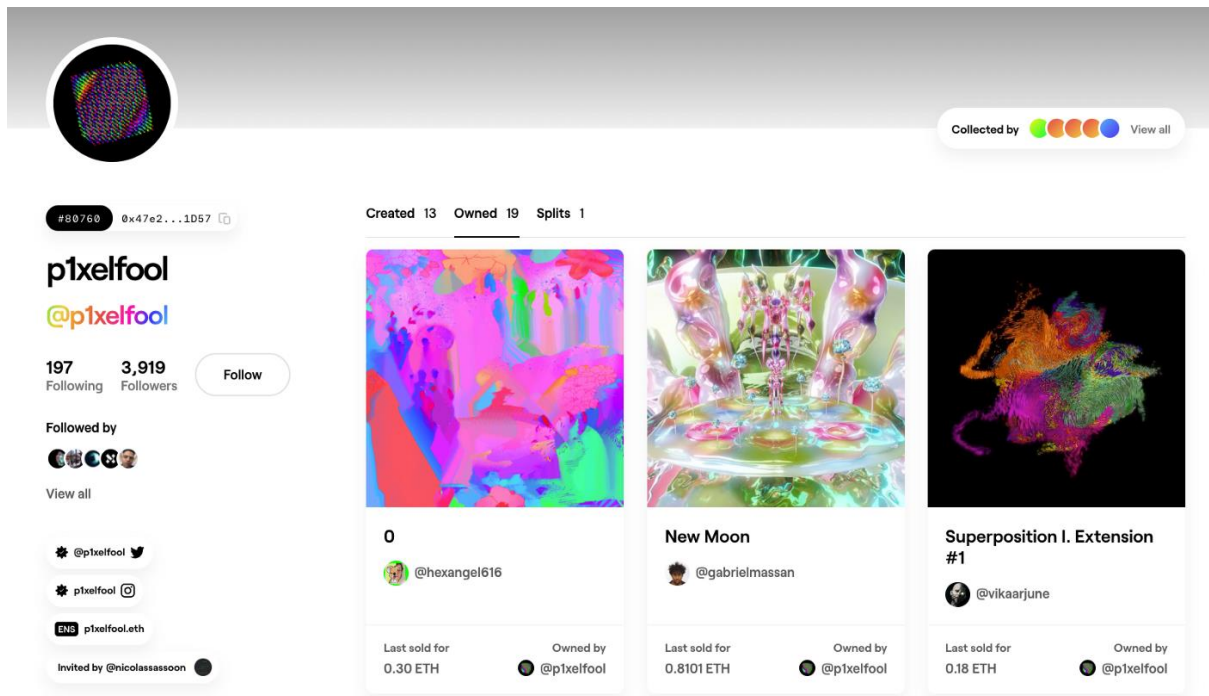 Collected by View all
#80760 0x47e2...1D57
p1xelfool
@p1xelfool
197 3,919 Follow
Following Followers
Followed by
View all
@p1xelfool
p1xelfool
ENS p1xelfool.eth
Invited by @nicolassassoon
Created 13 Owned 19 Splits 1
0
@hexangel616
Last sold for Owned by
0.30 ETH @p1xelfool
New Moon
@gabrielmassan
Last sold for Owned by
0.8101 ETH @p1xelfool
Superposition I. Extension
#1
@vikaarjune
Last sold for Owned by
0.18 ETH @p1xelfool